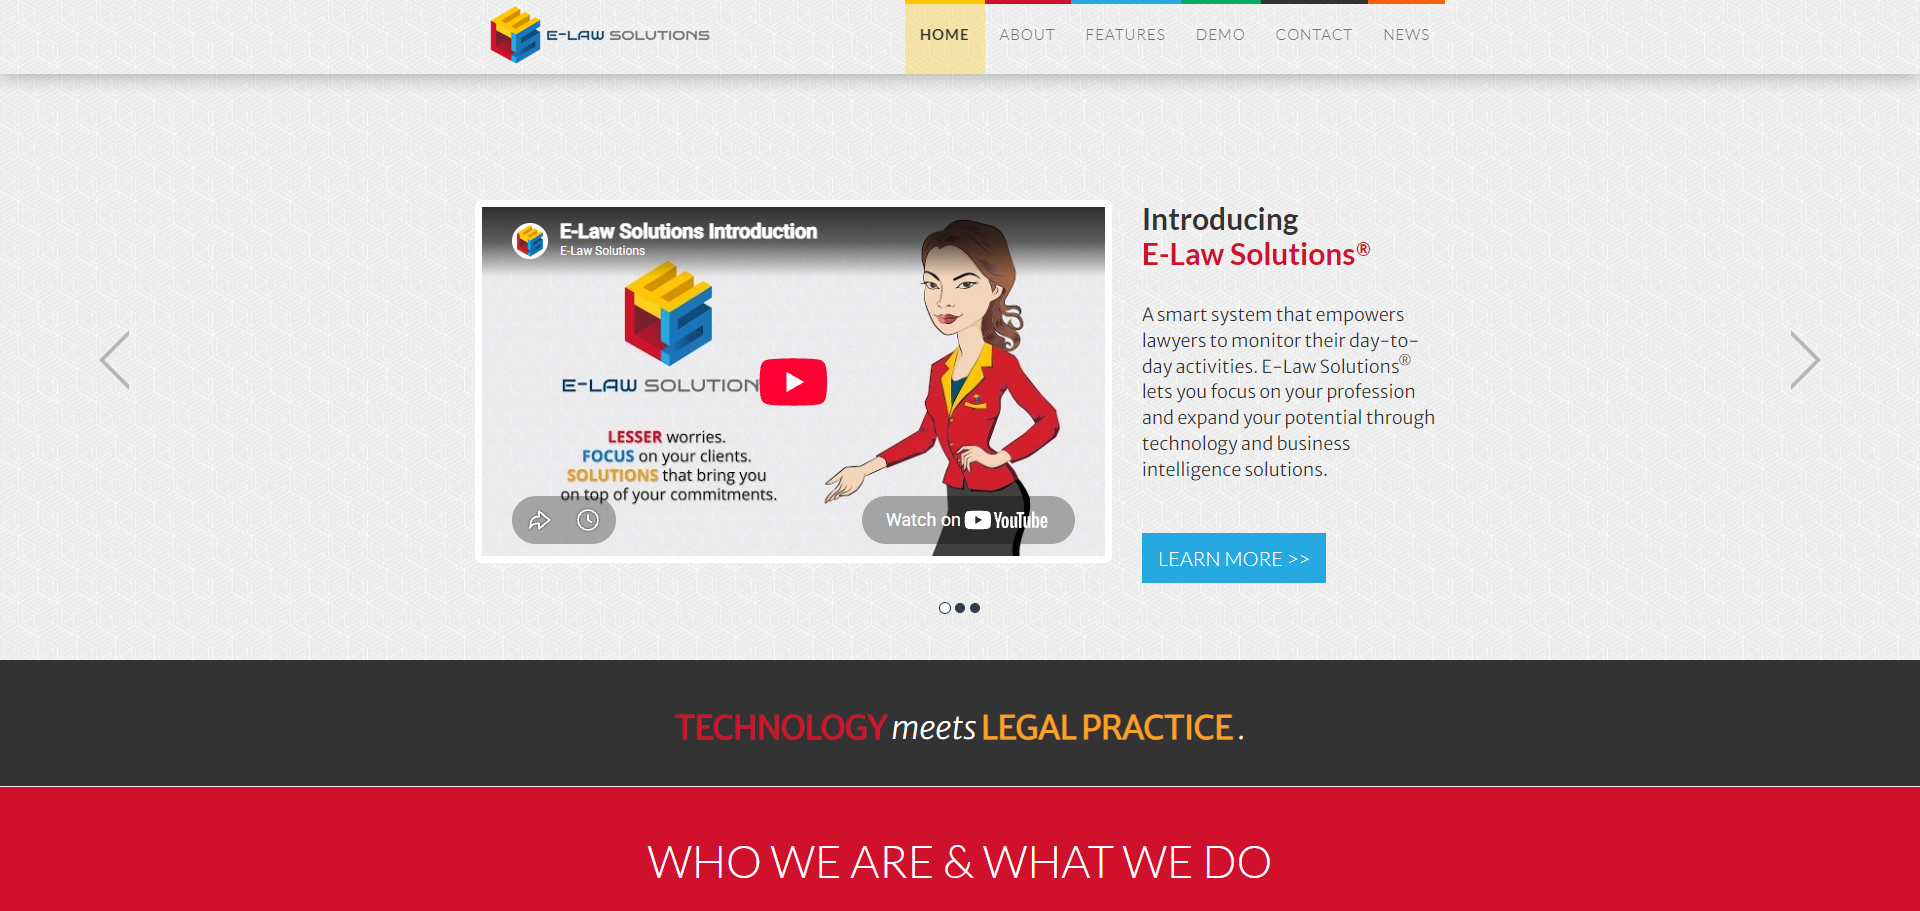 E-LAW SOLUTIONS
HOME ABOUT FEATURES DEMO CONTACT NEWS
E-Law Solutions Introduction
E-Law Solutions
E-LAW SOLUTION
LESSER worries.
FOCUS on your clients.
SOLUTIONS that bring you
on top of your commitments.
Watch on YouTube
Introducing
E-Law Solutions®
A smart system that empowers
lawyers to monitor their day-to-
day activities. E-Law Solutions®
lets you focus on your profession
and expand your potential through
technology and business
intelligence solutions.
LEARN MORE >>
TECHNOLOGY meets LEGAL PRACTICE .
WHO WE ARE & WHAT WE DO